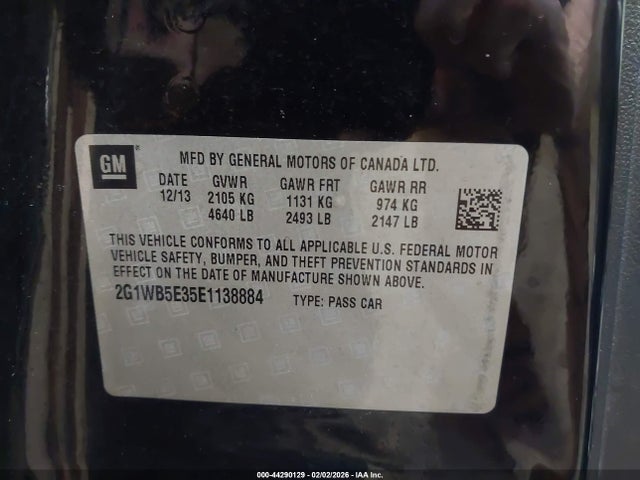 GM
MFD BY GENERAL MOTORS OF CANADA LTD.
DATE GVWR GAWR FRT GAWR RR
12/13 2105 KG 1131 KG 974 KG
4640 LB 2493 LB 2147 LB
THIS VEHICLE CONFORMS TO ALL APPLICABLE U.S. FEDERAL MOTOR
VEHICLE SAFETY, BUMPER, AND THEFT PREVENTION STANDARDS IN
EFFECT ON THE DATE OF MANUFACTURE SHOWN ABOVE.
2G1WB5E35E1138884 TYPE: PASS CAR
000-44290129 - 02/02/2026 - IAA Inc.